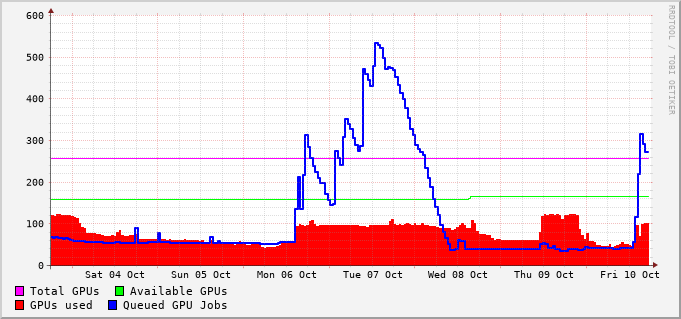 600
500
400
300
200
100
0
Sat 04 Oct Sun 05 Oct Mon 06 Oct Tue 07 Oct Wed 08 Oct Thu 09 Oct Fri 10 Oct
Total GPUs Available GPUs
GPUs used Queued GPU Jobs
RRDTOOL / TOBI OETIKER